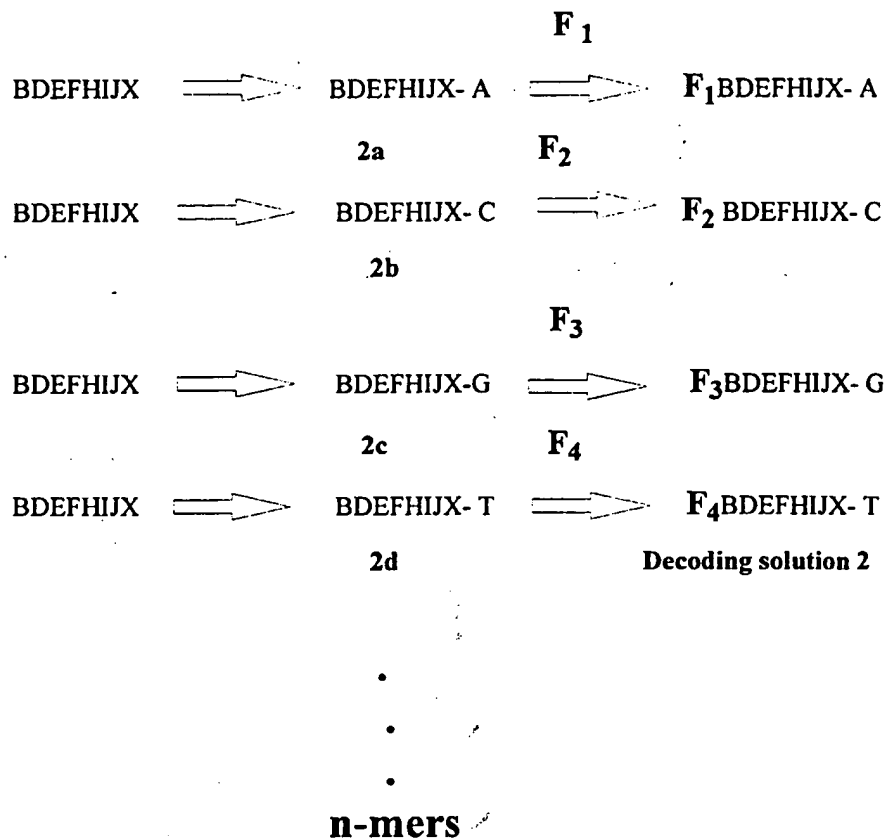 F1
BDEFHIJX BDEFHIJX- A F1BDEFHIJX- A
2a F2
BDEFHIJX BDEFHIJX- C F2 BDEFHIJX- C
2b
F3
BDEFHIJX BDEFHIJX-G F3BDEFHIJX- G
2c F4
BDEFHIJX BDEFHIJX- T F4BDEFHIJX- T
2d Decoding solution 2
n-mers